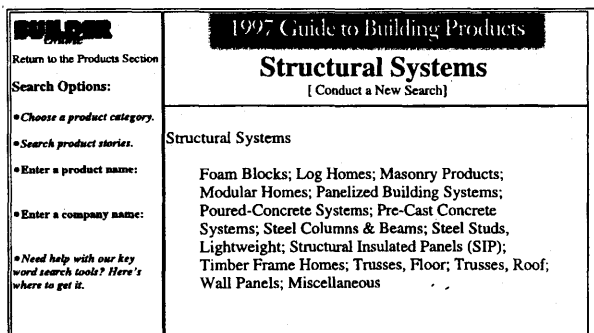 BUILDER
Online
Return to the Products Section
Search Options:
•Choose a product category.
•Search product stories.
•Enter a product name:
•Enter a company name:
•Need help with our key
word search tools? Here's
where to get it.
1997 Guide to Building Products
Structural Systems
[ Conduct a New Search]
Structural Systems
Foam Blocks; Log Homes; Masonry Products;
Modular Homes; Panelized Building Systems;
Poured-Concrete Systems; Pre-Cast Concrete
Systems; Steel Columns & Beams; Steel Studs,
Lightweight; Structural Insulated Panels (SIP);
Timber Frame Homes; Trusses, Floor; Trusses, Roof;
Wall Panels; Miscellaneous